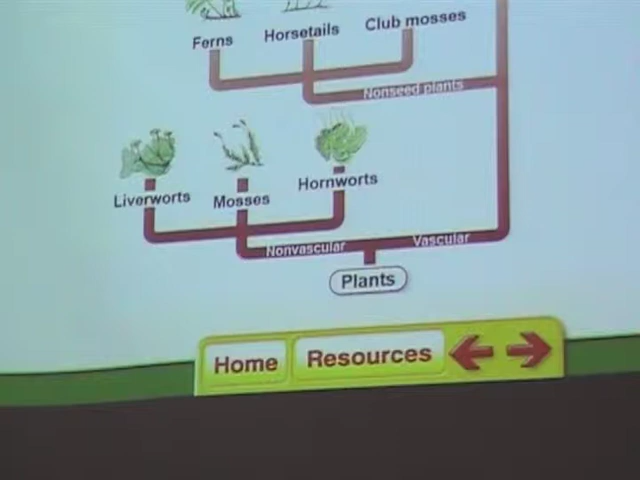 Ferns Horsetails Club mosses
Nonseed plants
Liverworts Mosses Hornworts
Nonvascular Vascular
Plants
Home Resources